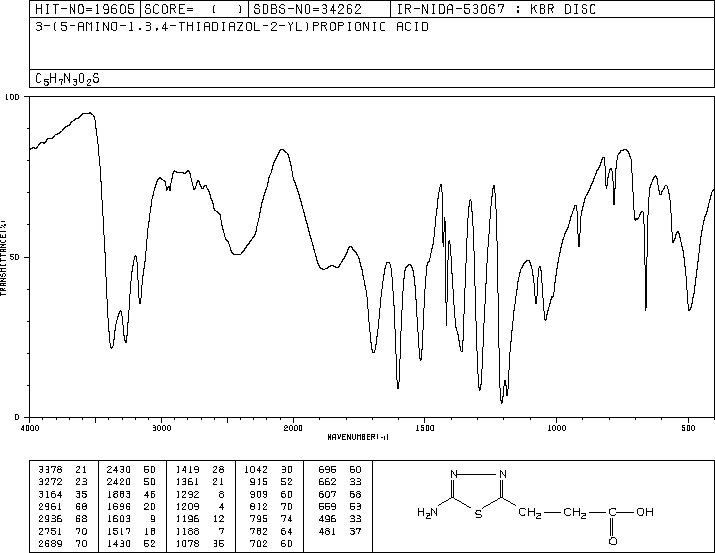 HIT-NO=19605 SCORE= ( ) SDBS-NO=34262 IR-NIDA-53067 : KBR DISC
3-(5-AMINO-1,3,4-THIADIAZOL-2-YL)PROPIONIC ACID
C5H7N3O2S
100
50
0
TRANSMITTANCE(%)
4000 3000 2000 1500 1000 500
WAVENUMBER(-1)
3378 21 2430 50 1419 28 1042 30 695 60
3272 23 2420 50 1361 21 915 52 662 33
3164 35 1883 46 1292 8 909 60 607 68
2961 68 1696 20 1209 4 812 70 559 53
2936 68 1603 9 1196 12 795 74 496 33
2751 70 1517 18 1188 7 782 64 481 37
2689 70 1430 52 1078 35 702 60
N N
H2N S CH2 CH2 C OH
O